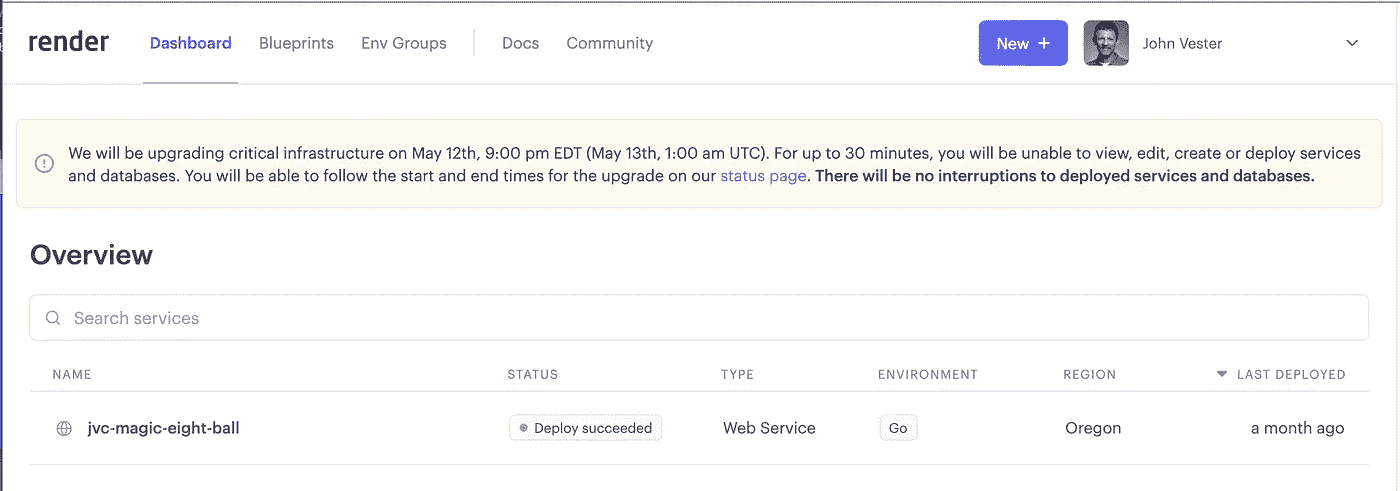 render Dashboard Blueprints Env Groups Docs Community New + John Vester
We will be upgrading critical infrastructure on May 12th, 9:00 pm EDT (May 13th, 1:00 am UTC). For up to 30 minutes, you will be unable to view, edit, create or deploy services
and databases. You will be able to follow the start and end times for the upgrade on our status page. There will be no interruptions to deployed services and databases.
Overview
Search services
NAME STATUS TYPE ENVIRONMENT REGION LAST DEPLOYED
jvc-magic-eight-ball Deploy succeeded Web Service Go Oregon a month ago